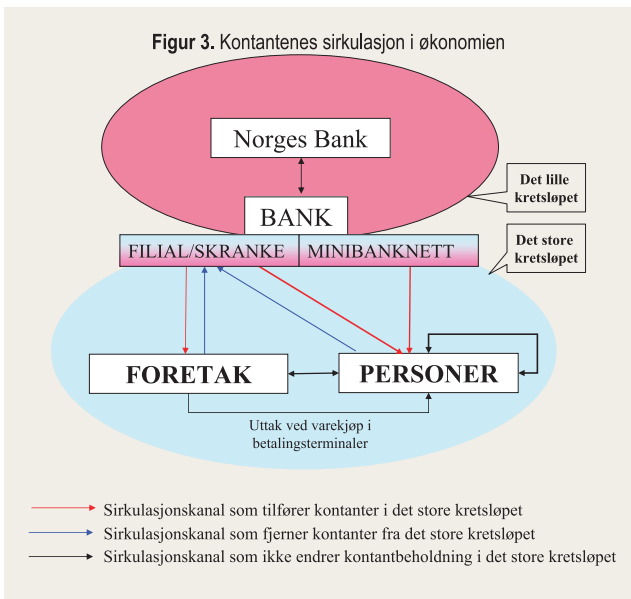 Figur 3. Kontantenes sirkulasjon i økonomien
Norges Bank
Det lille
kretsløpet
BANK
FILIAL/SKRANKE
MINIBANKNETT
Det store
kretsløpet
FORETAK
PERSONER
Uttak ved varekjøp i
betalingsterminaler
Sirkulasjonskanal som tilfører kontanter i det store kretsløpet
Sirkulasjonskanal som fjerner kontanter fra det store kretsløpet
Sirkulasjonskanal som ikke endrer kontantbeholdning i det store kretsløpet